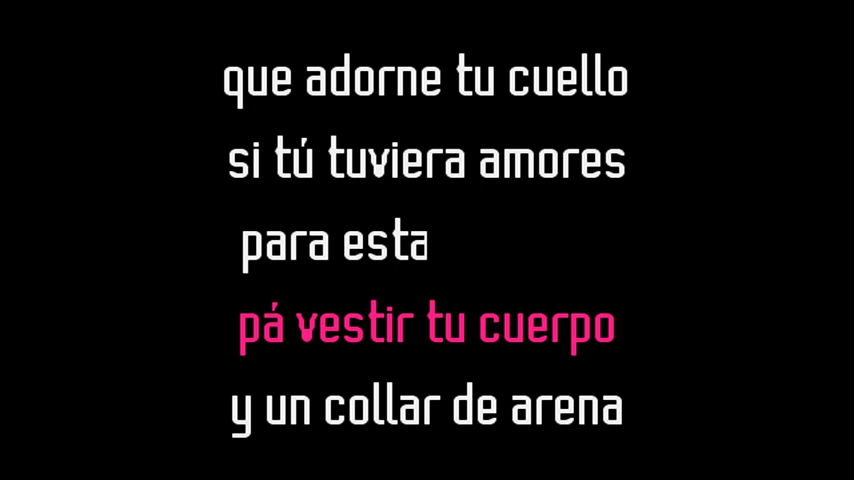 que adorne tu cuello
si tú tuviera amores
para esta
pá vestir tu cuerpo
y un collar de arena